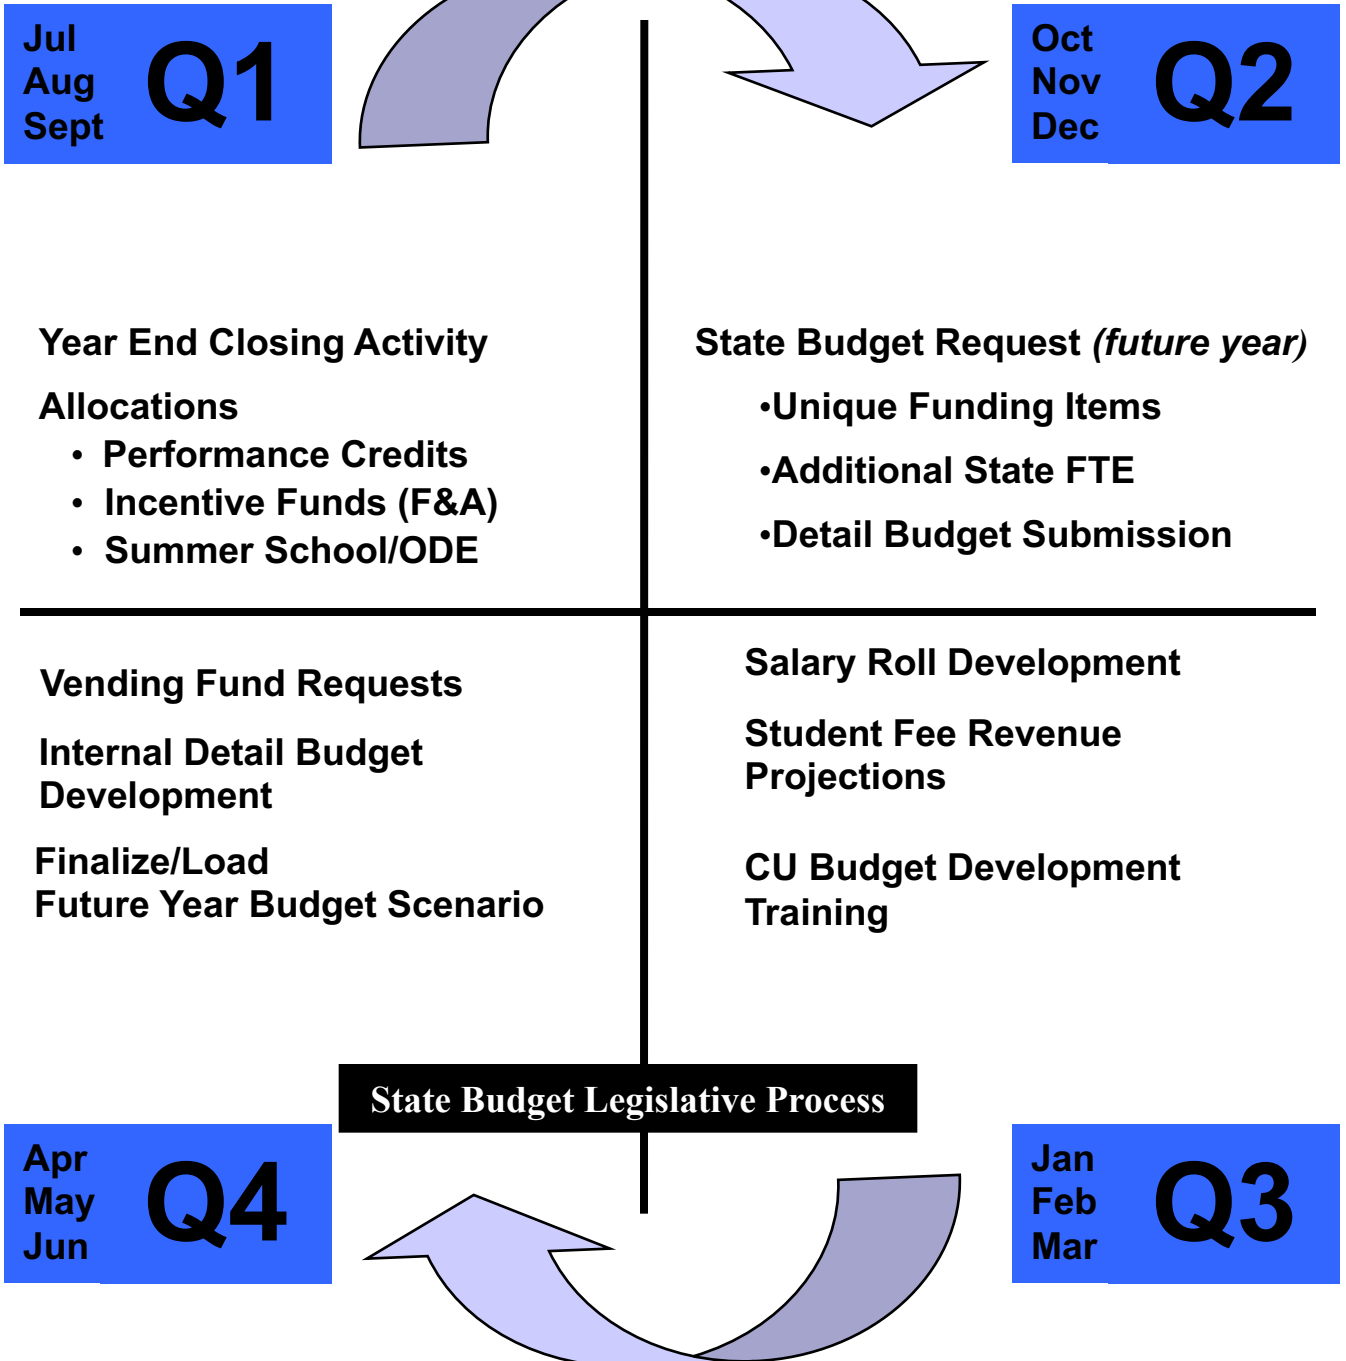 Jul
Aug
Sept
Q1
Oct
Nov
Dec
Q2
Year End Closing Activity
Allocations
• Performance Credits
• Incentive Funds (F&A)
• Summer School/ODE
State Budget Request (future year)
•Unique Funding Items
•Additional State FTE
•Detail Budget Submission
Vending Fund Requests
Internal Detail Budget
Development
Finalize/Load
Future Year Budget Scenario
Salary Roll Development
Student Fee Revenue
Projections
CU Budget Development
Training
State Budget Legislative Process
Apr
May
Jun
Q4
Jan
Feb
Mar
Q3